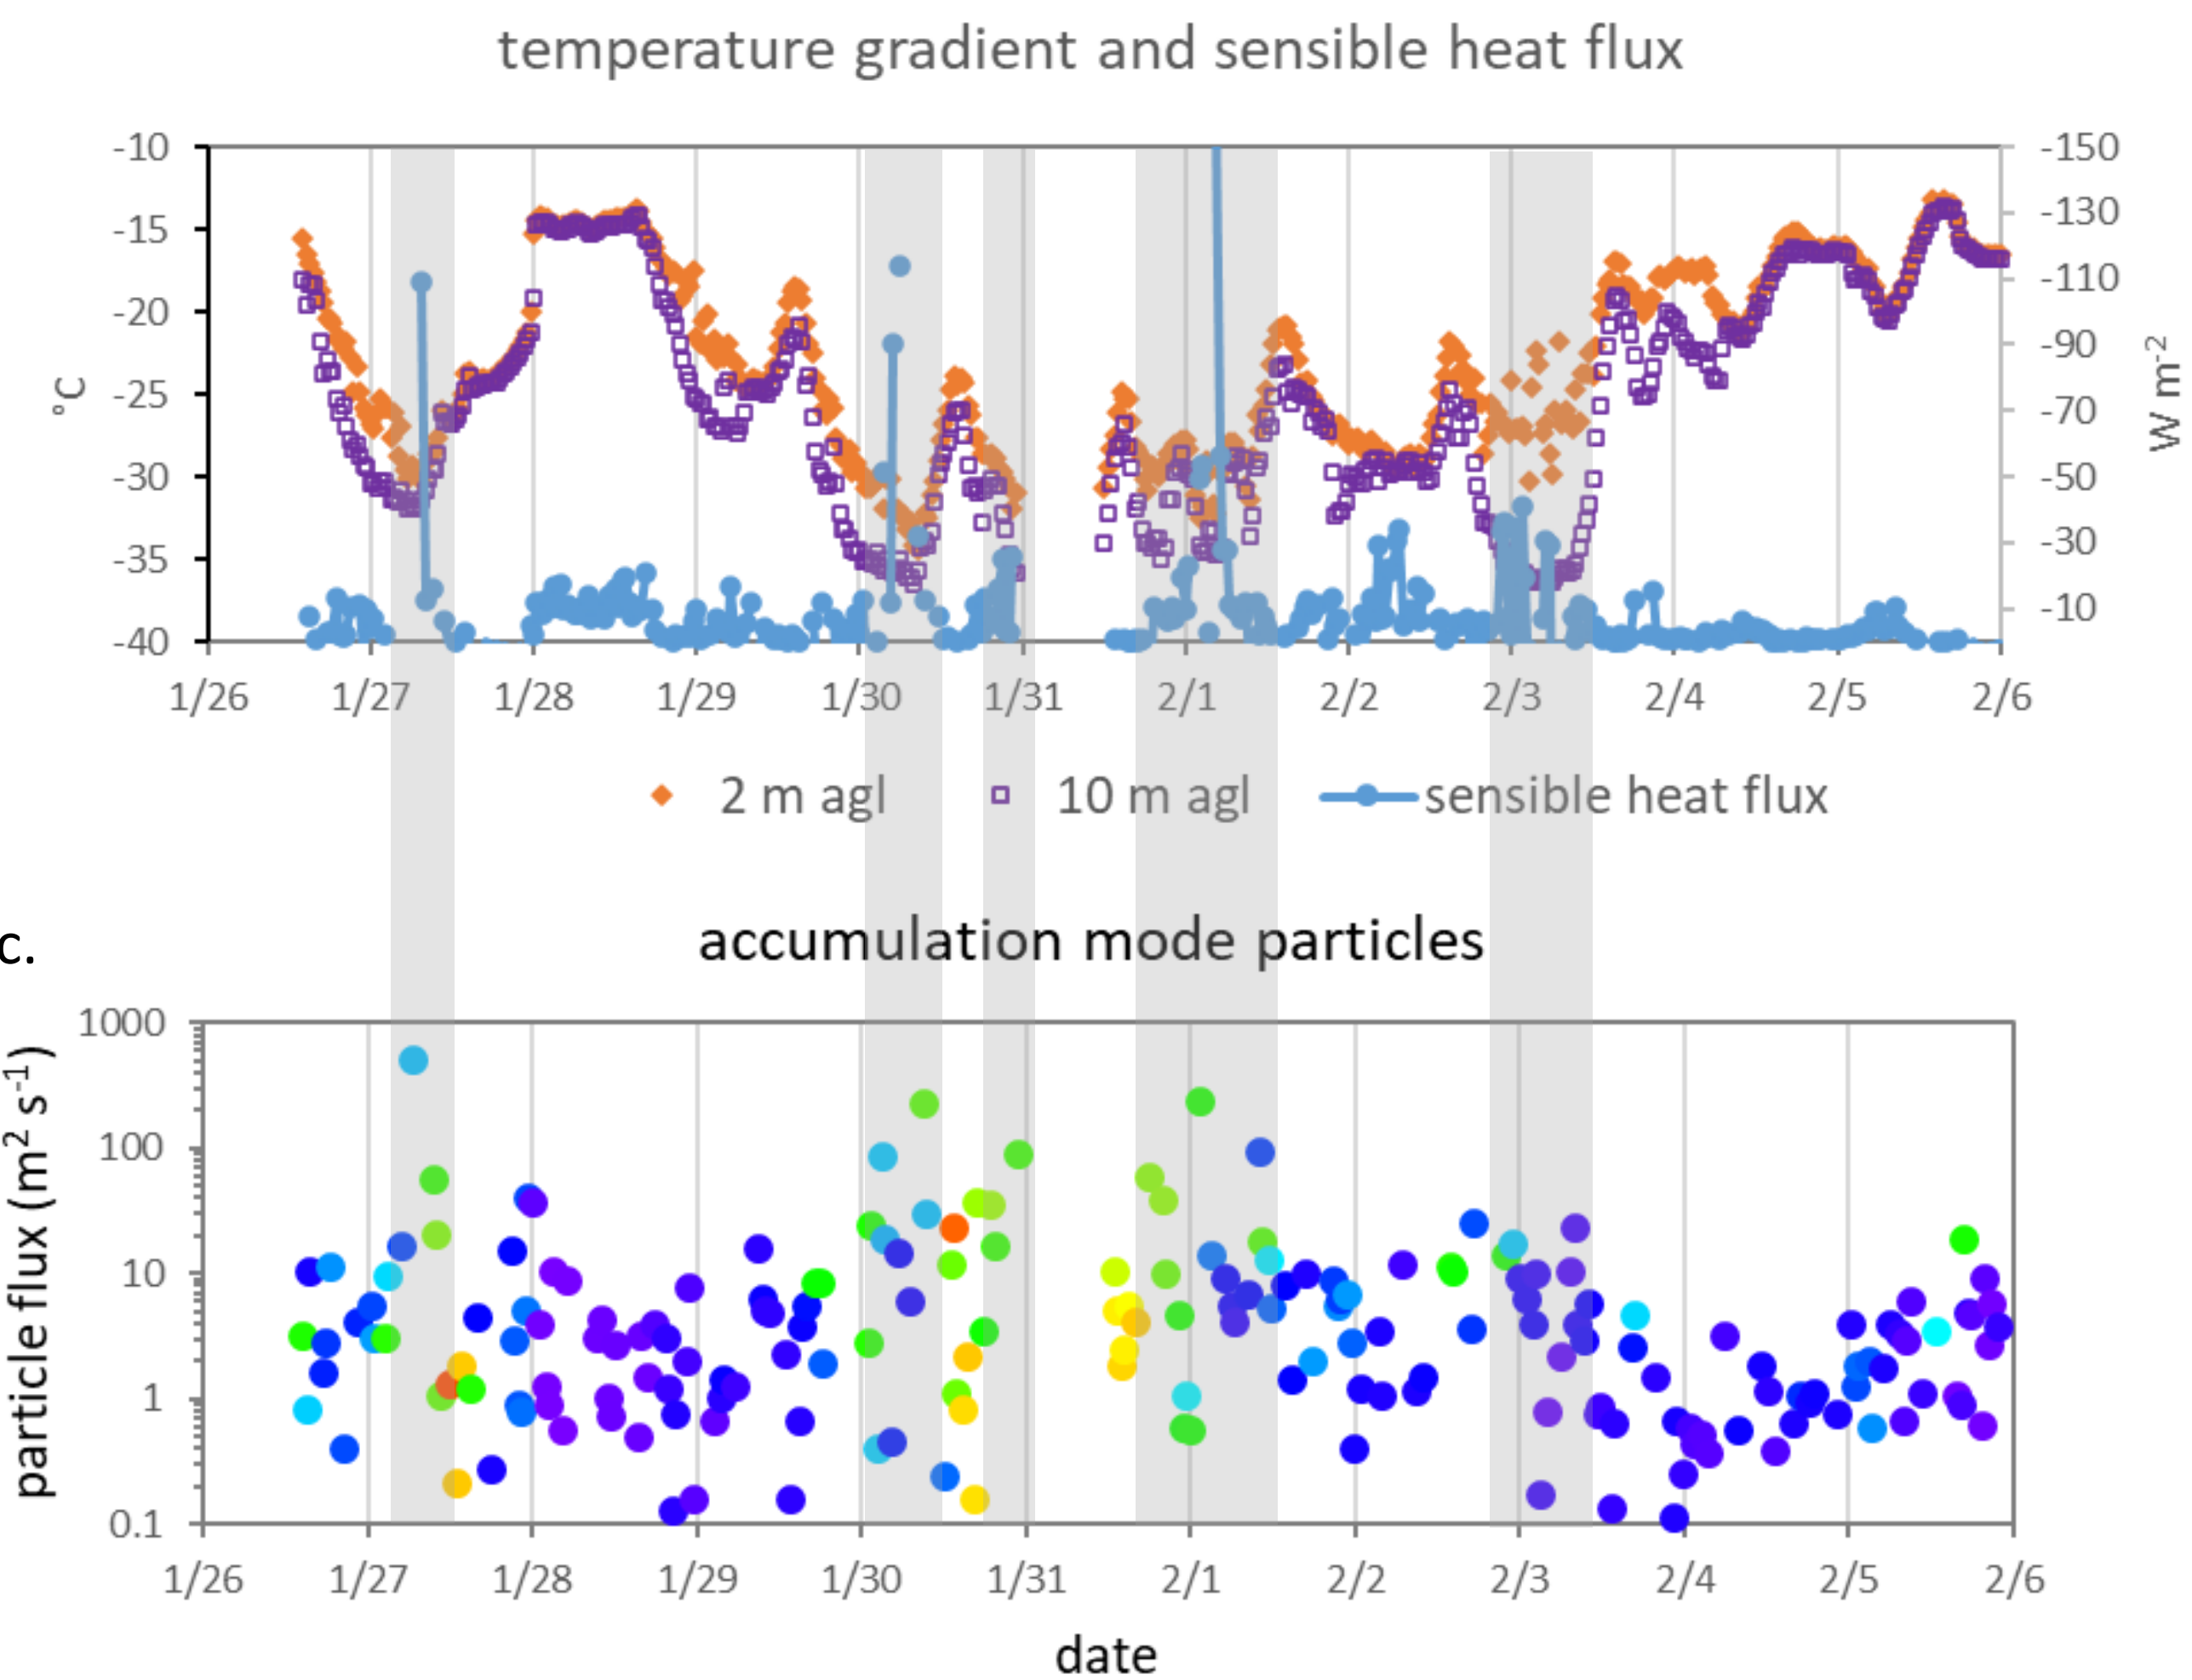 temperature gradient and sensible heat flux
-10
-15
-20
-25
-30
-35
-40
°C
-150
-130
-110
-90
-70
-50
-30
-10
W m-2
1/26 1/27 1/28 1/29 1/30 1/31 2/1 2/2 2/3 2/4 2/5 2/6
2 m agl 10 m agl sensible heat flux
c.
accumulation mode particles
1000
100
10
1
0.1
particle flux (m2 s-1)
1/26 1/27 1/28 1/29 1/30 1/31 2/1 2/2 2/3 2/4 2/5 2/6
date